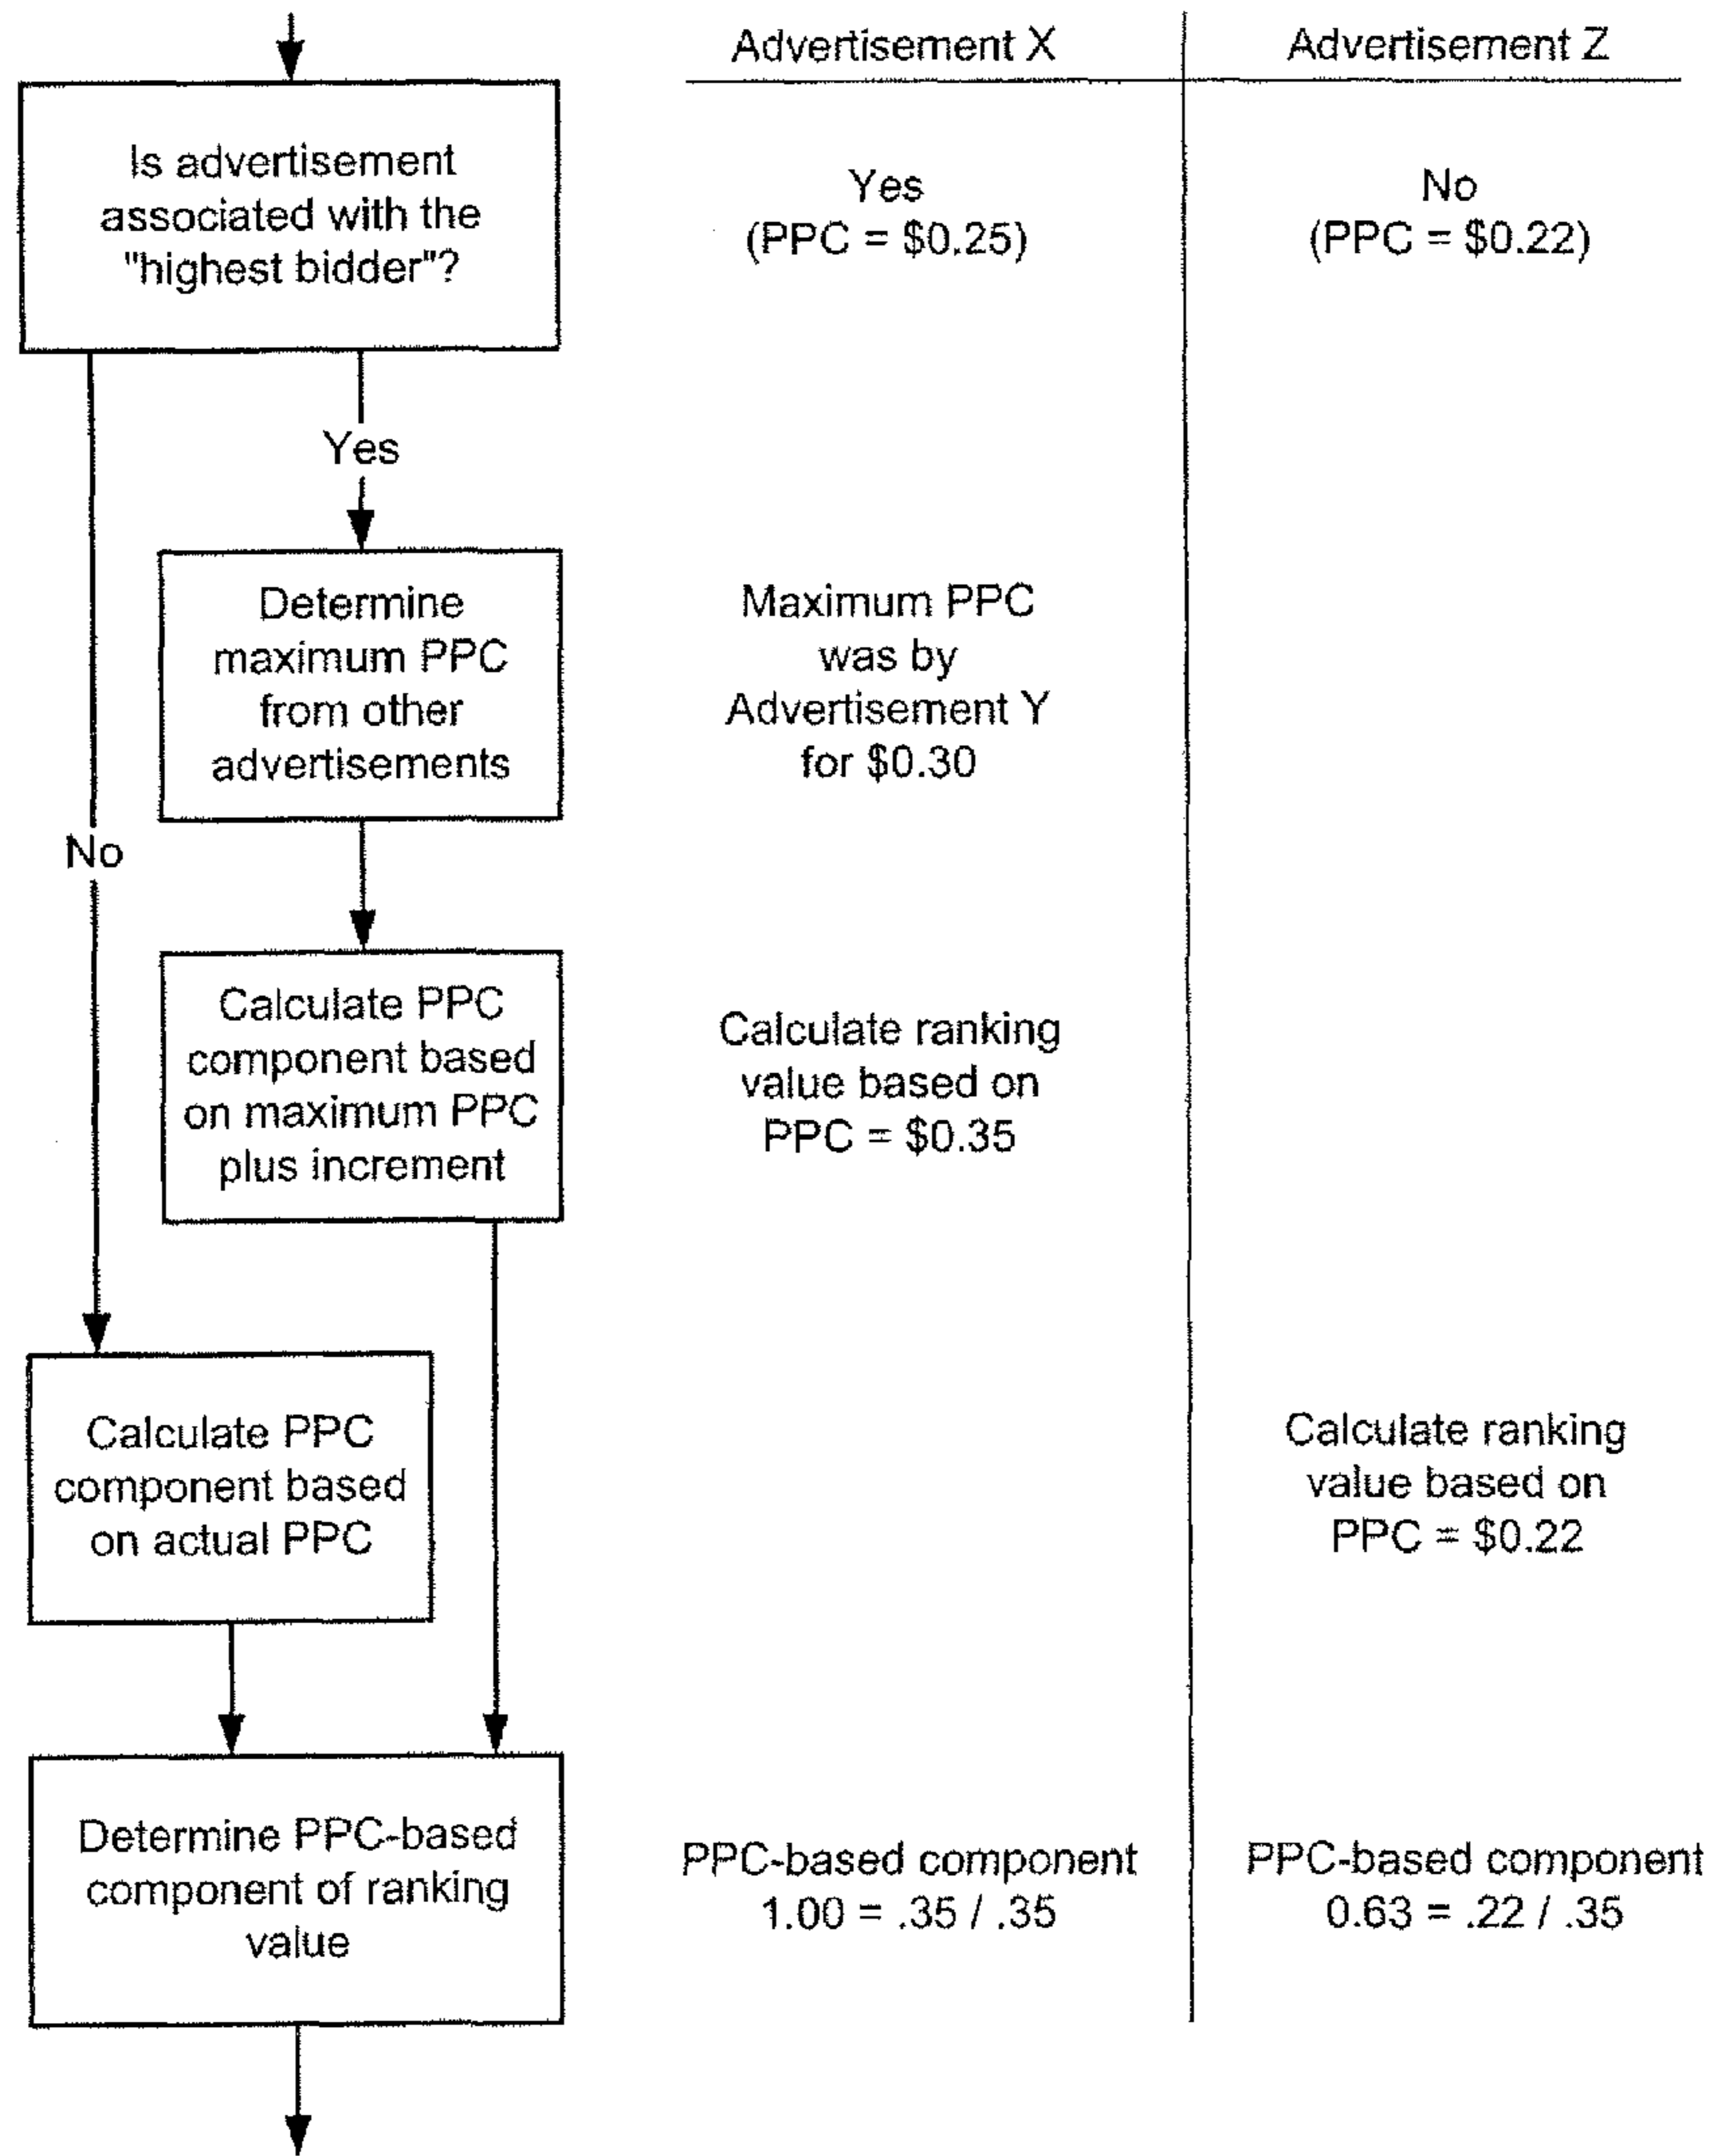 Advertisement X
Advertisement Z
Is advertisement
associated with the
"highest bidder"?
Yes
(PPC = $0.25)
No
(PPC = $0.22)
Yes
Determine
maximum PPC
from other
advertisements
Maximum PPC
was by
Advertisement Y
for $0.30
No
Calculate PPC
component based
on maximum PPC
plus increment
Calculate ranking
value based on
PPC = $0.35
Calculate PPC
component based
on actual PPC
Calculate ranking
value based on
PPC = $0.22
Determine PPC-based
component of ranking
value
PPC-based component
1.00 = .35 / .35
PPC-based component
0.63 = .22 / .35